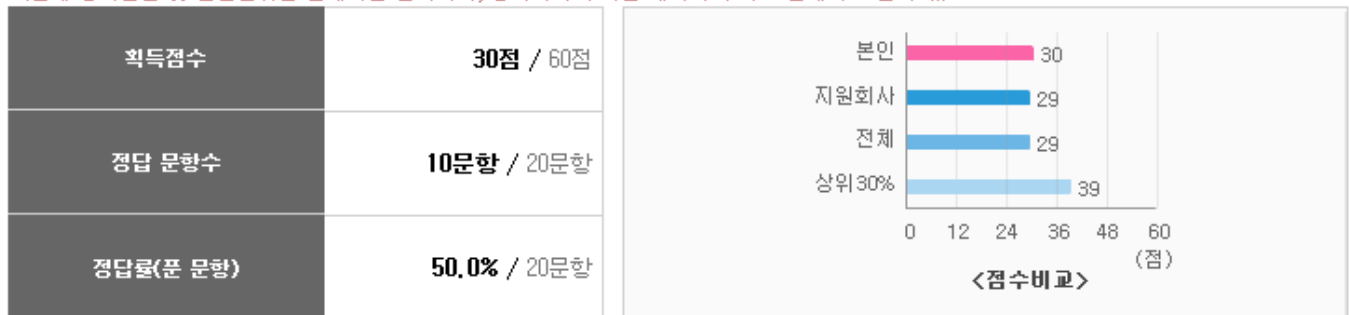 획득점수 30점 / 60점
정답 문항수 10문항 / 20문항
정답률(푼 문항) 50.0% / 20문항
본인 30
지원회사 29
전체 29
상위30% 39
0 12 24 36 48 60
(점)
<점수비교>